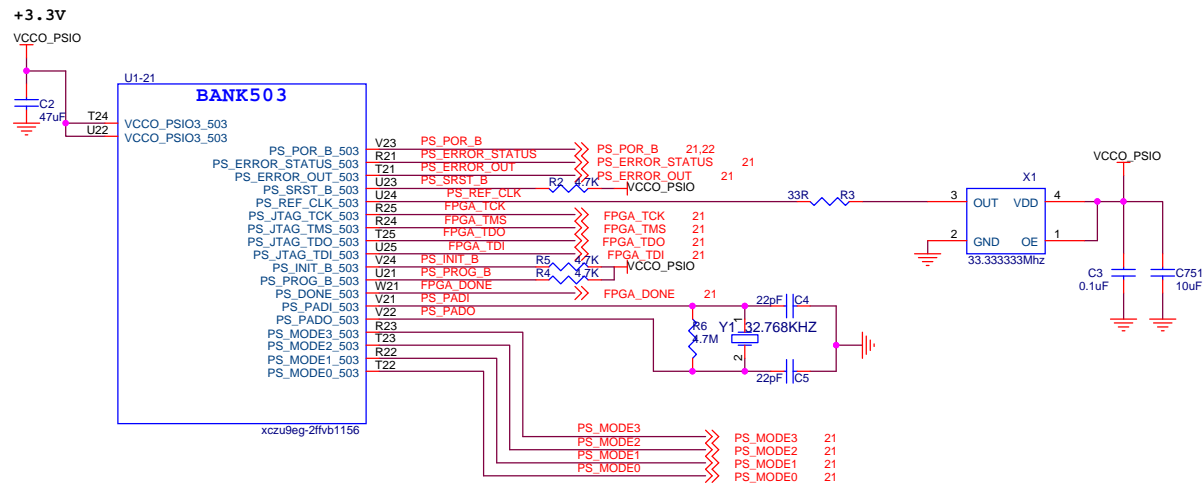 +3.3V
VCCO_PSIO
C2
47uF
U1-21
BANK503
T24 VCCO_PSIO3_503
U22 VCCO_PSIO3_503
PS_POR_B_503 V23 PS_POR_B PS_POR_B 21,22
PS_ERROR_STATUS_503 R21 PS_ERROR_STATUS PS_ERROR_STATUS 21
PS_ERROR_OUT_503 T21 PS_ERROR_OUT PS_ERROR_OUT 21
PS_SRST_B_503 U23 PS_SRST_B R2 4.7K VCCO_PSIO
PS_REF_CLK_503 U24 PS_REF_CLK 33R R3
PS_JTAG_TCK_503 R25 FPGA_TCK FPGA_TCK 21
PS_JTAG_TMS_503 R24 FPGA_TMS FPGA_TMS 21
PS_JTAG_TDO_503 T25 FPGA_TDO FPGA_TDO 21
PS_JTAG_TDI_503 U25 FPGA_TDI FPGA_TDI 21
PS_INIT_B_503 V24 PS_INIT_B R5 4.7K VCCO_PSIO
PS_PROG_B_503 U21 PS_PROG_B R4 4.7K
PS_DONE_503 W21 FPGA_DONE FPGA_DONE 21
PS_PADI_503 V21 PS_PADI
PS_PADO_503 V22 PS_PADO
PS_MODE3_503 R23
PS_MODE2_503 T23
PS_MODE1_503 R22
PS_MODE0_503 T22
xczu9eg-2ffvb1156
22pF C4
R6
4.7M
Y1 32.768KHZ
1
2
22pF C5
PS_MODE3 PS_MODE3 21
PS_MODE2 PS_MODE2 21
PS_MODE1 PS_MODE1 21
PS_MODE0 PS_MODE0 21
VCCO_PSIO
X1
3 OUT VDD 4
2 GND OE 1
33.333333Mhz
C3
0.1uF
C751
10uF